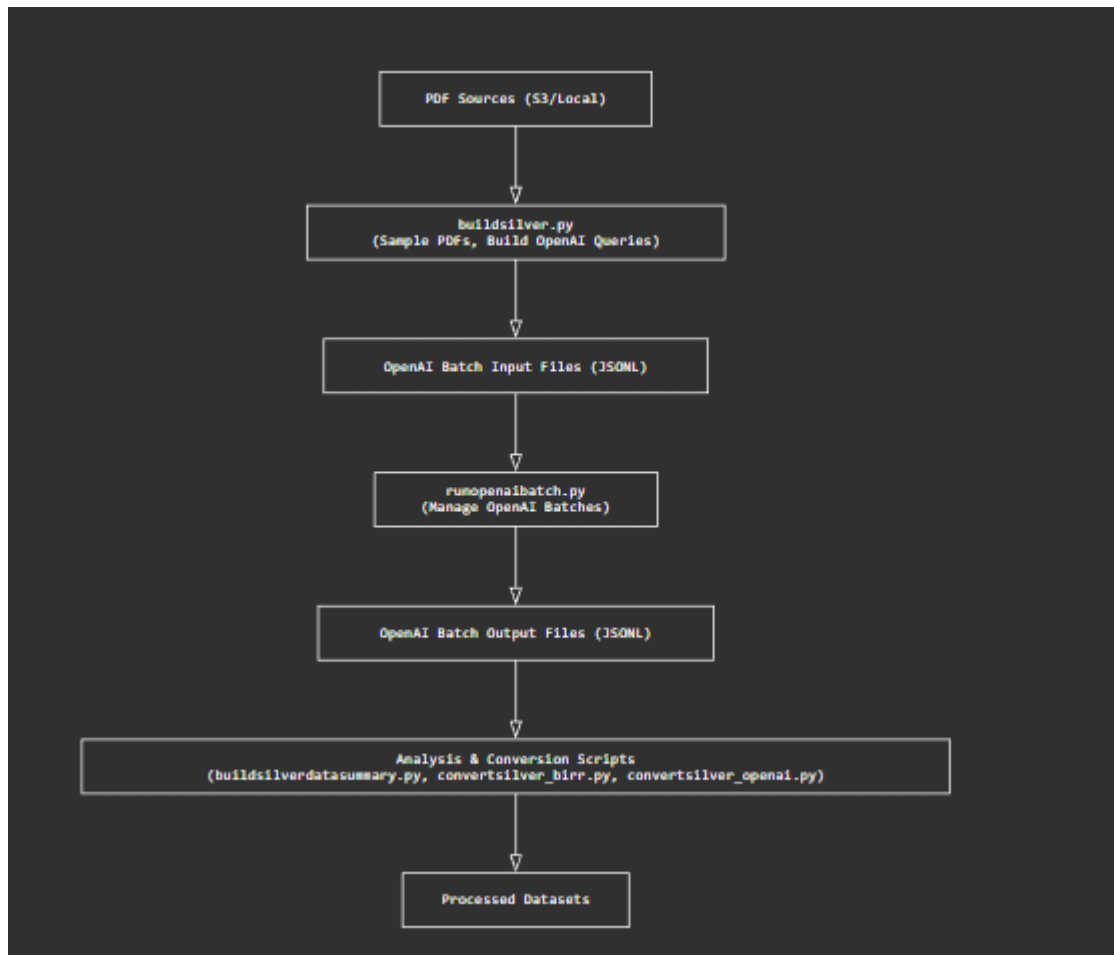 PDF Sources (S3/Local)
buildsilver.py
(Sample PDFs, Build OpenAI Queries)
OpenAI Batch Input Files (JSONL)
runopenaibatch.py
(Manage OpenAI Batches)
OpenAI Batch Output Files (JSONL)
Analysis & Conversion Scripts
(buildsilverdatasummary.py, convertsilver_birr.py, convertsilver_openai.py)
Processed Datasets